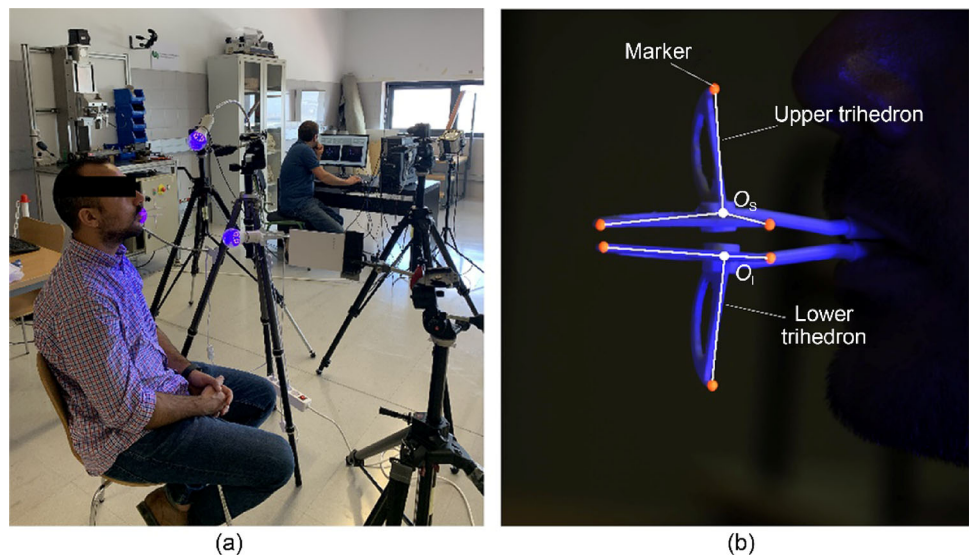 Marker
Upper trihedron
OS
OI
Lower
trihedron
(a)
(b)